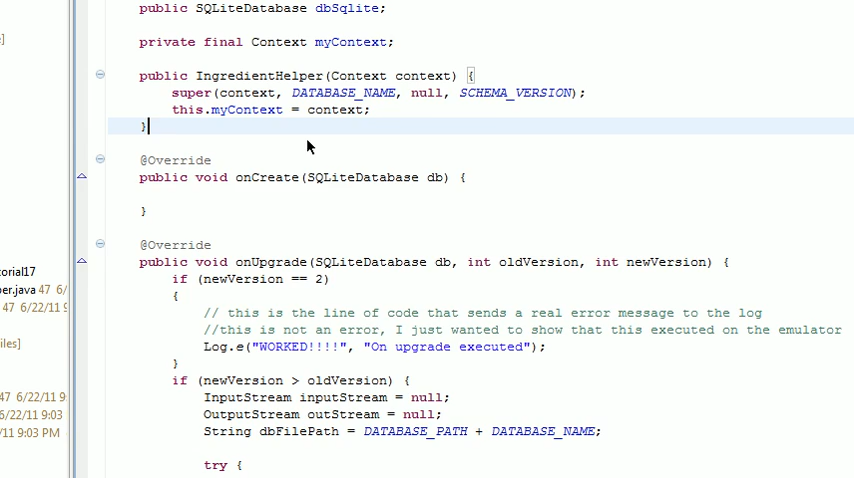 public SQLiteDatabase dbSqlite;
private final Context myContext;
public IngredientHelper(Context context) {
super(context, DATABASE_NAME, null, SCHEMA_VERSION);
this.myContext = context;
}
@Override
public void onCreate(SQLiteDatabase db) {
}
@Override
public void onUpgrade(SQLiteDatabase db, int oldVersion, int newVersion) {
if (newVersion == 2)
{
// this is the line of code that sends a real error message to the log
//this is not an error, I just wanted to show that this executed on the emulator
Log.e("WORKED!!!!", "On upgrade executed");
}
if (newVersion > oldVersion) {
InputStream inputStream = null;
OutputStream outStream = null;
String dbFilePath = DATABASE_PATH + DATABASE_NAME;
try {
]
orial17
er.java 47 6/
47 6/22/11 9
iles]
47 6/22/11 9
6/22/11 9:03
/11 9:03 PM